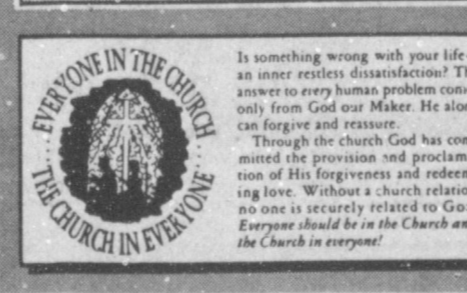 EVERYONE IN THE CHURCH
THE CHURCH IN EVERYONE
Is something wrong with your life-
an inner restless dissatisfaction? Th
answer to every human problem com
only from God our Maker. He alon
can forgive and reassure.
Through the church God has com
mitted the provision and proclama
tion of His forgiveness and redeem
ing love. Without a church relatio
no one is securely related to Go
Everyone should be in the Church an
the Church in everyone!